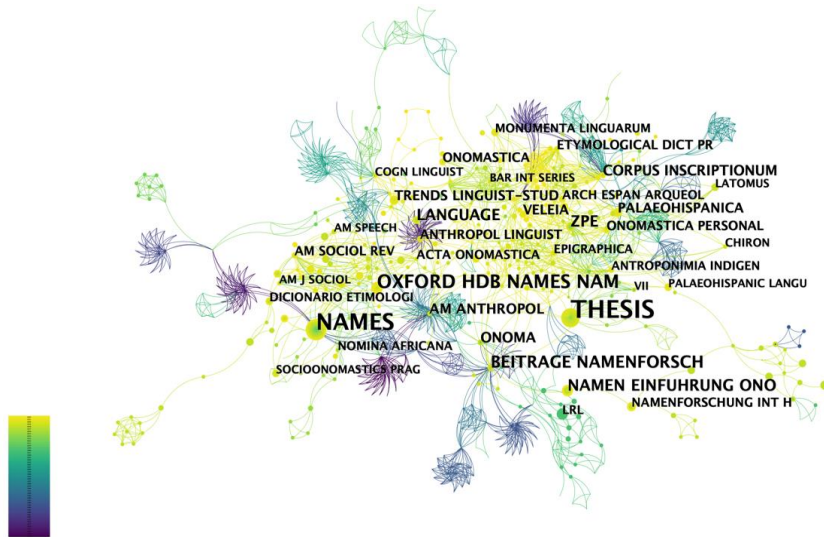 MONUMENTA LINGUARUM
ETYMOLOGICAL DICT PR
ONOMASTICA
COGN LINGUIST
BAR INT SERIES
CORPUS INSCRIPTIONUM
LATOMUS
TRENDS LINGUIST-STUD
ARCH ESPAN ARQEOL
LANGUAGE
VELEIA
PALAEOHISPANICA
AM SPEECH
ANTHROPOL LINGUIST
ZPE
ONOMASTICA PERSONAL
AM SOCIOL REV
ACTA ONOMASTICA
EPIGRAPHICA
CHIRON
ANTROPONIMIA INDIGEN
AM J SOCIOL
OXFORD HDB NAMES NAM
VII
PALAEOHISPANIC LANGU
DICIONARIO ETIMOLOGI
AM ANTHROPOL
THESIS
NAMES
NOMINA AFRICANA
ONOMA
SOCIOONOMASTICS PRAG
BEITRAGE NAMENFORSCH
NAMEN EINFUHRUNG ONO
LRL
NAMENFORSCHUNG INT H